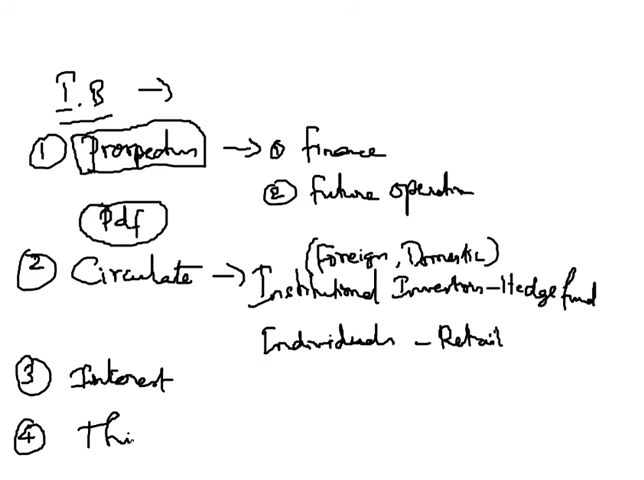 I.B →
① Prospectus → ① Finance
② Future operation
Pdf
② Circulate → (Foreign, Domestic)
Institutional Investors - Hedge fund
Individuals - Retail
③ Interest
④ Thi